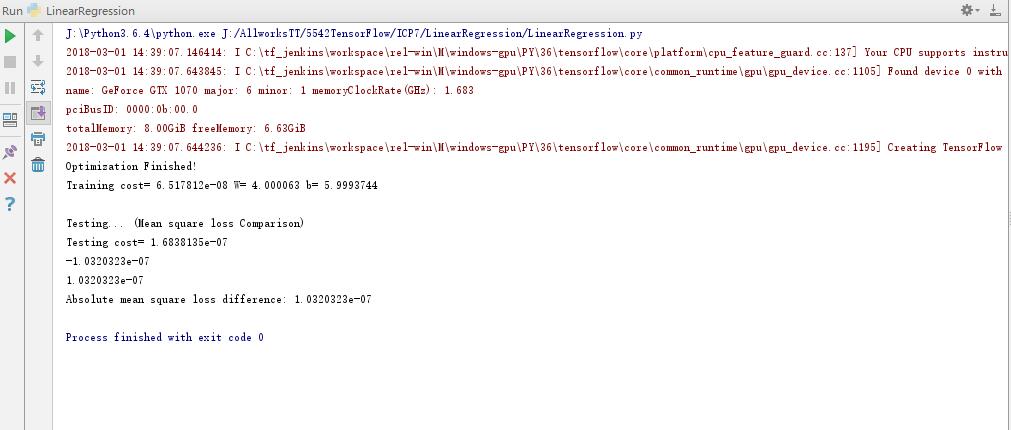 Run LinearRegression
J:\Python3.6.4\python.exe J:/AllworksTT/5542TensorFlow/ICP7/LinearRegression/LinearRegression.py
2018-03-01 14:39:07.146414: I C:\tf_jenkins\workspace\rel-win\M\windows-gpu\PY\36\tensorflow\core\platform\cpu_feature_guard.cc:137] Your CPU supports instru
2018-03-01 14:39:07.643845: I C:\tf_jenkins\workspace\rel-win\M\windows-gpu\PY\36\tensorflow\core\common_runtime\gpu\gpu_device.cc:1105] Found device 0 with
name: GeForce GTX 1070 major: 6 minor: 1 memoryClockRate(GHz): 1.683
pciBusID: 0000:0b:00.0
totalMemory: 8.00GiB freeMemory: 6.63GiB
2018-03-01 14:39:07.644236: I C:\tf_jenkins\workspace\rel-win\M\windows-gpu\PY\36\tensorflow\core\common_runtime\gpu\gpu_device.cc:1195] Creating TensorFlow
Optimization Finished!
Training cost= 6.517812e-08 W= 4.000063 b= 5.9993744
Testing... (Mean square loss Comparison)
Testing cost= 1.6838135e-07
-1.0320323e-07
1.0320323e-07
Absolute mean square loss difference: 1.0320323e-07
Process finished with exit code 0